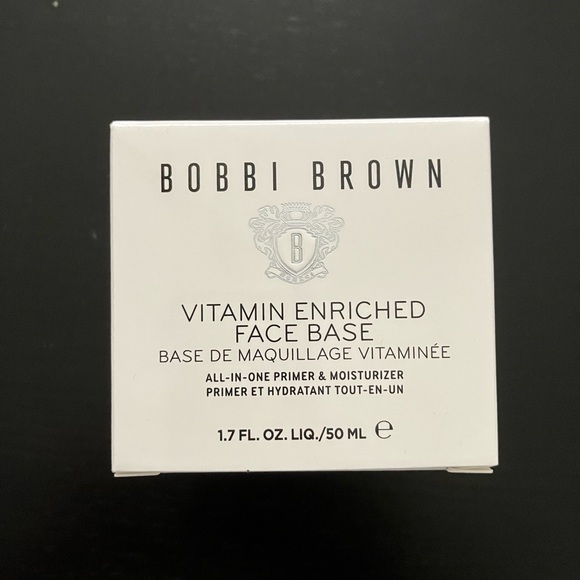 BOBBI BROWN
B
VITAMIN ENRICHED
FACE BASE
BASE DE MAQUILLAGE VITAMINÉE
ALL-IN-ONE PRIMER & MOISTURIZER
PRIMER ET HYDRATANT TOUT-EN-UN
1.7 FL. OZ. LIQ./50 ML ℮